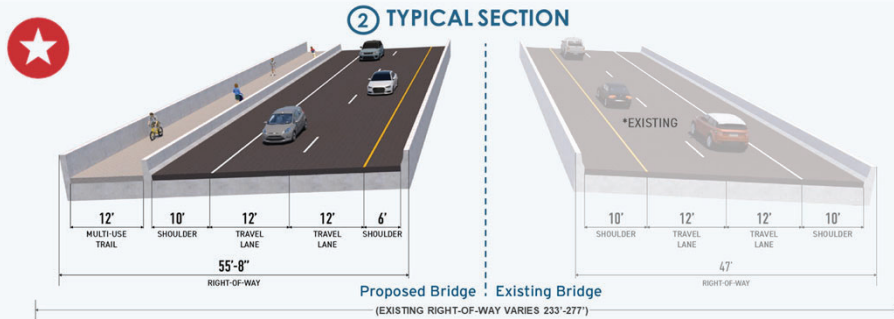 2 TYPICAL SECTION
*EXISTING
12' 10' 12' 12' 6'
MULTI-USE TRAIL SHOULDER TRAVEL LANE TRAVEL LANE SHOULDER
55'-8"
RIGHT-OF-WAY
10' 12' 12' 10'
SHOULDER TRAVEL LANE TRAVEL LANE SHOULDER
47'
RIGHT-OF-WAY
Proposed Bridge Existing Bridge
(EXISTING RIGHT-OF-WAY VARIES 233'-277')